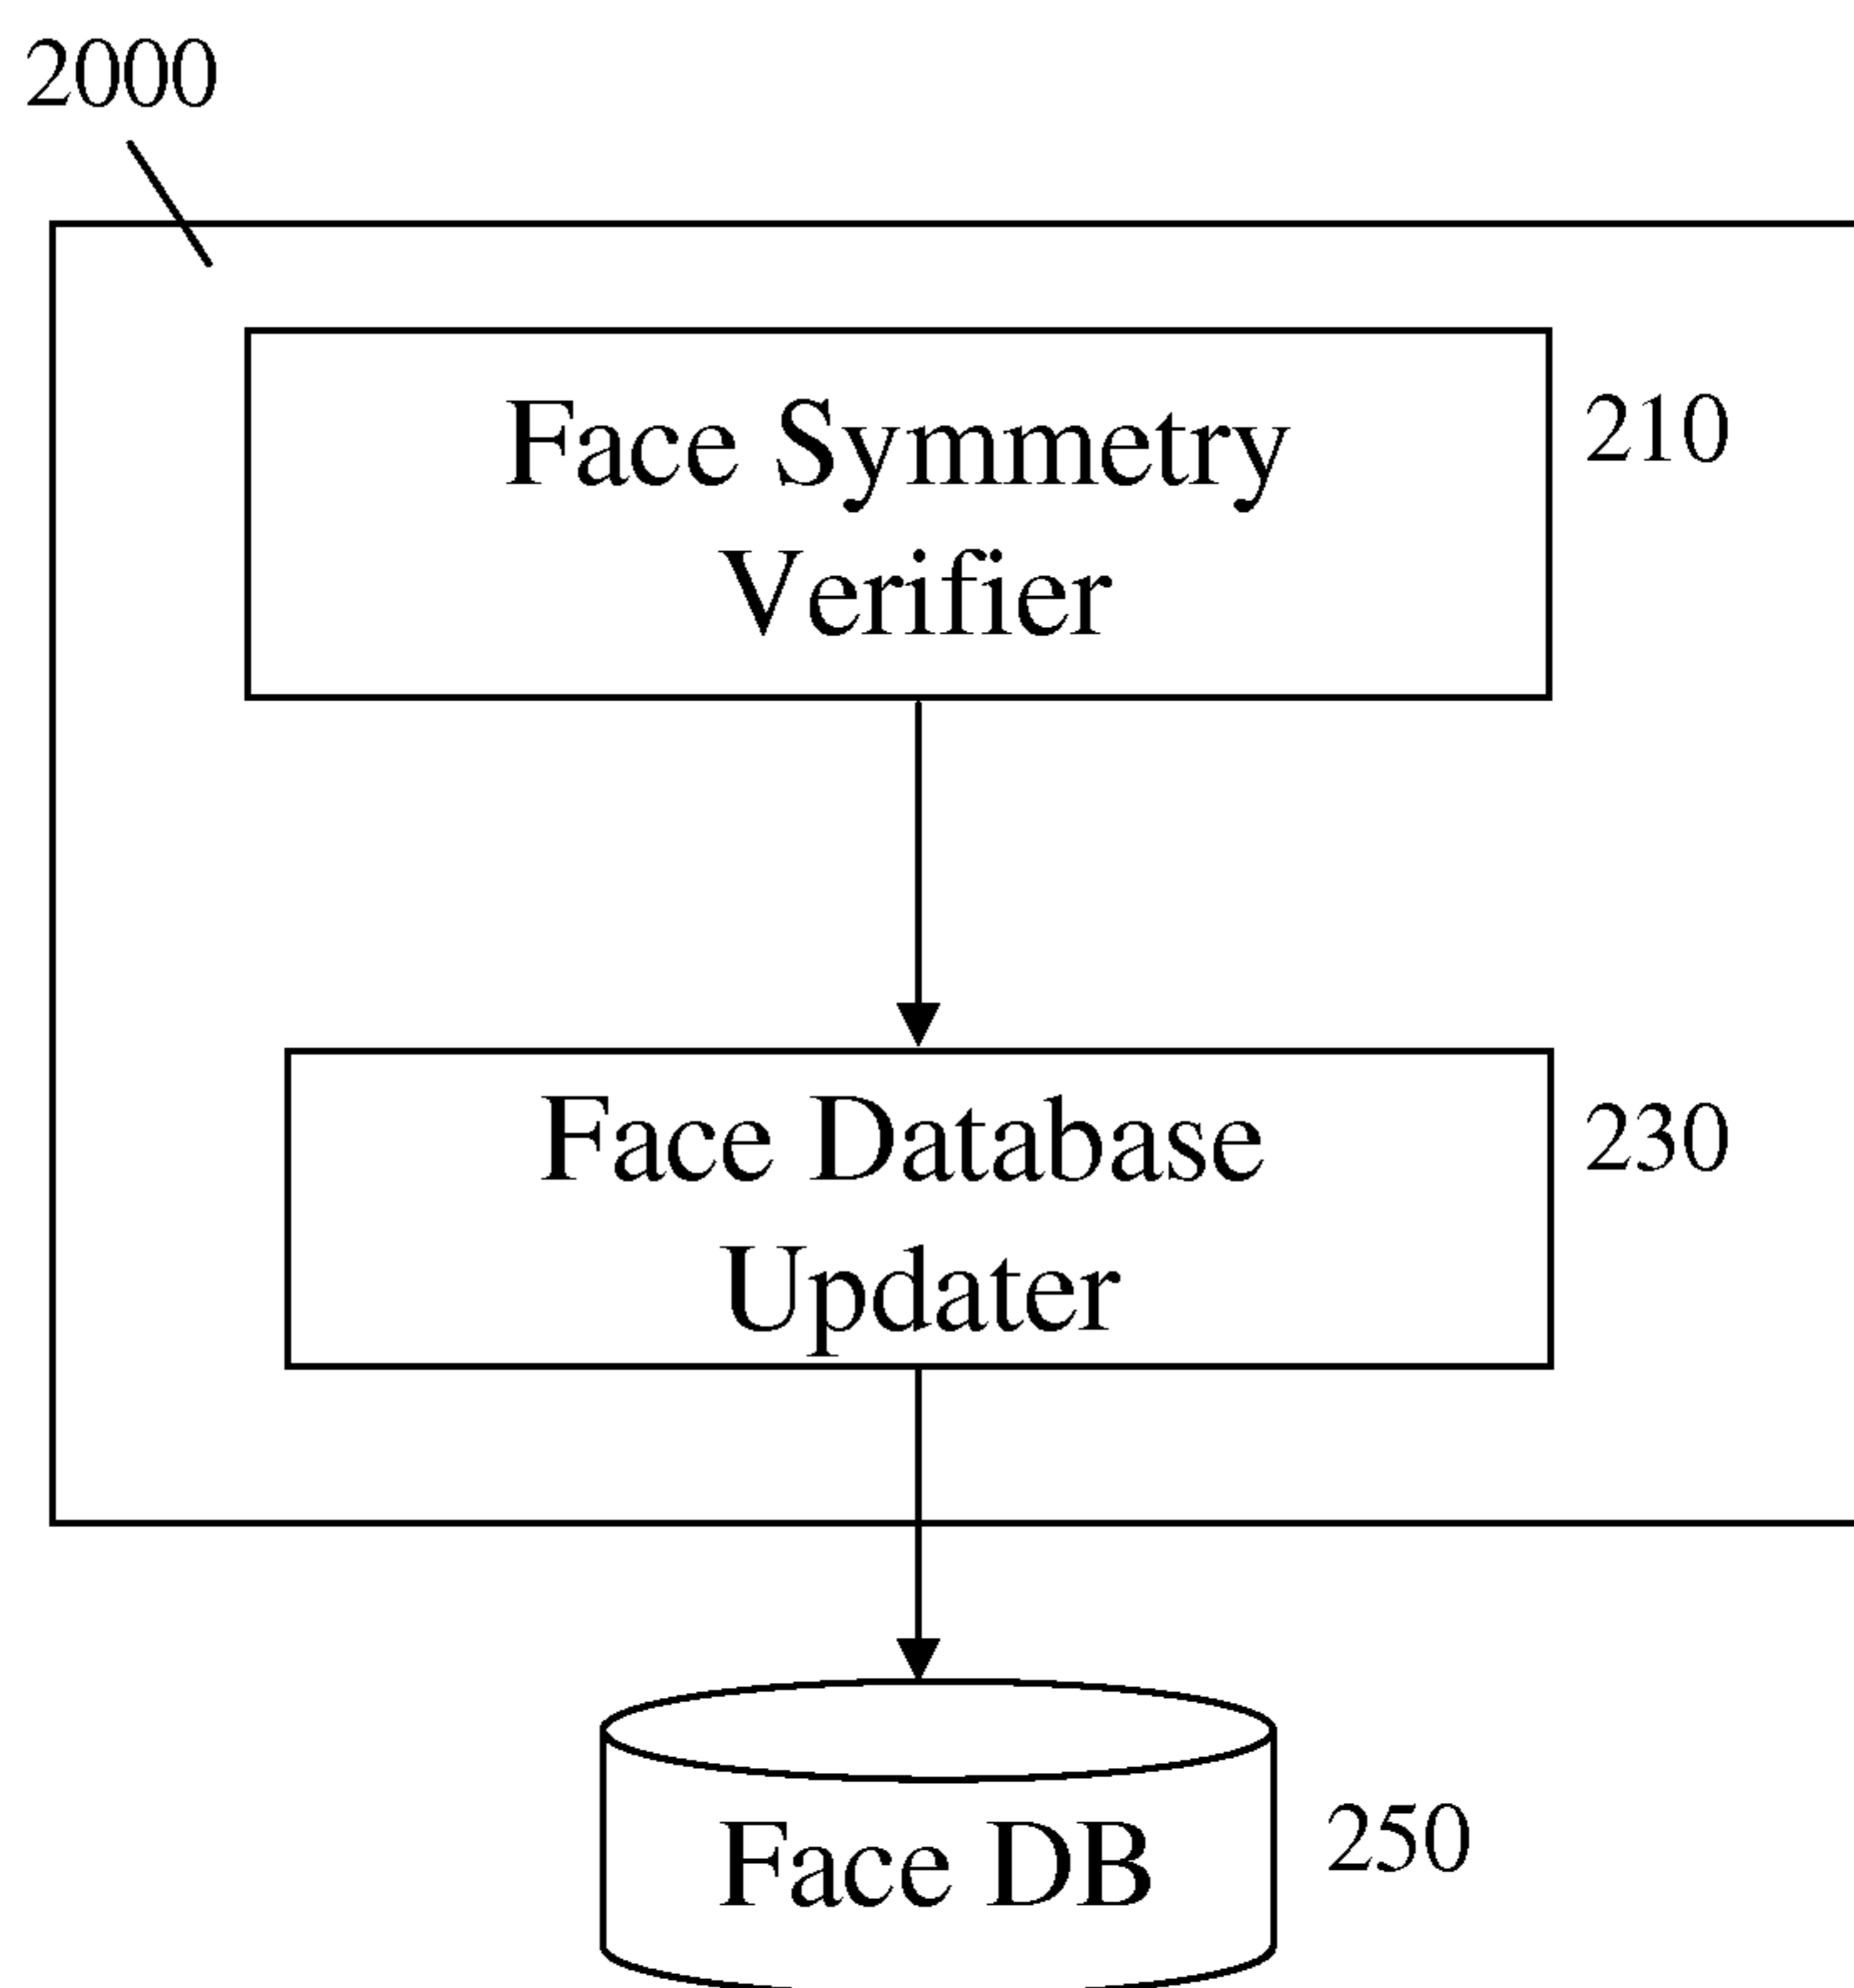 2000
Face Symmetry
Verifier
210
Face Database
Updater
230
Face DB
250